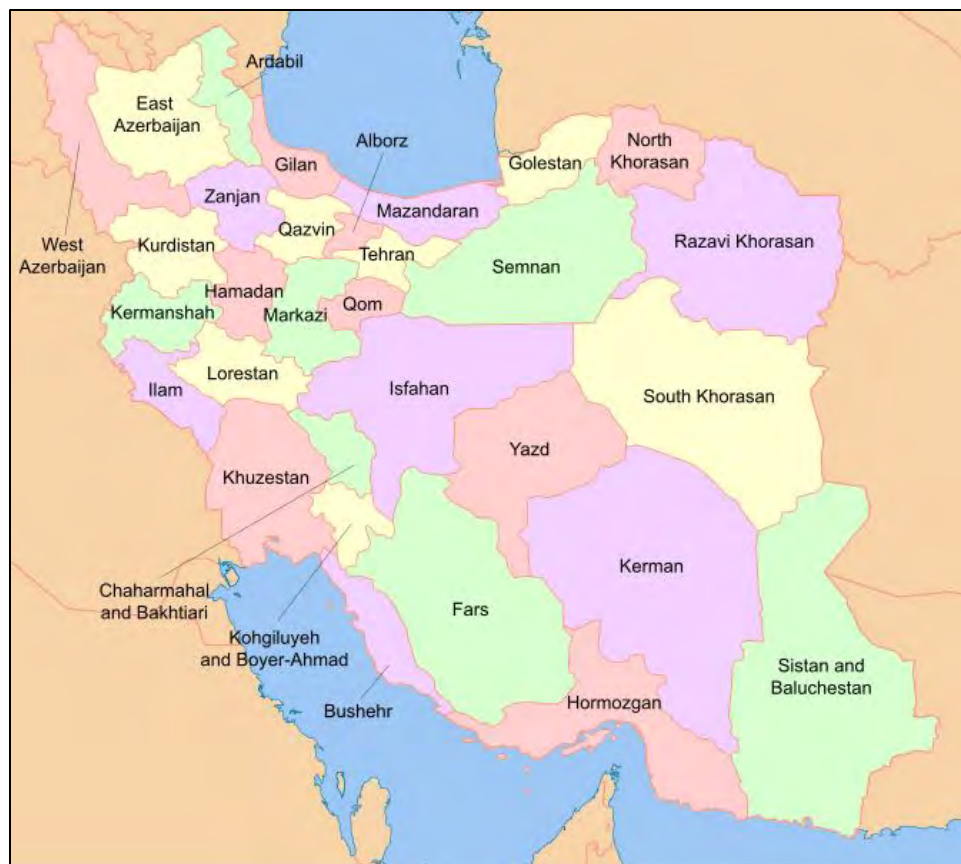 Ardabil
East
Azerbaijan
Alborz
North
Khorasan
Golestan
Gilan
Zanjan
Mazandaran
Qazvin
Razavi Khorasan
West
Azerbaijan
Kurdistan
Tehran
Semnan
Hamadan
Qom
Kermanshah
Markazi
Lorestan
Ilam
Isfahan
South Khorasan
Yazd
Khuzestan
Kerman
Chaharmahal
and Bakhtiari
Fars
Kohgiluyeh
and Boyer-Ahmad
Sistan and
Baluchestan
Hormozgan
Bushehr